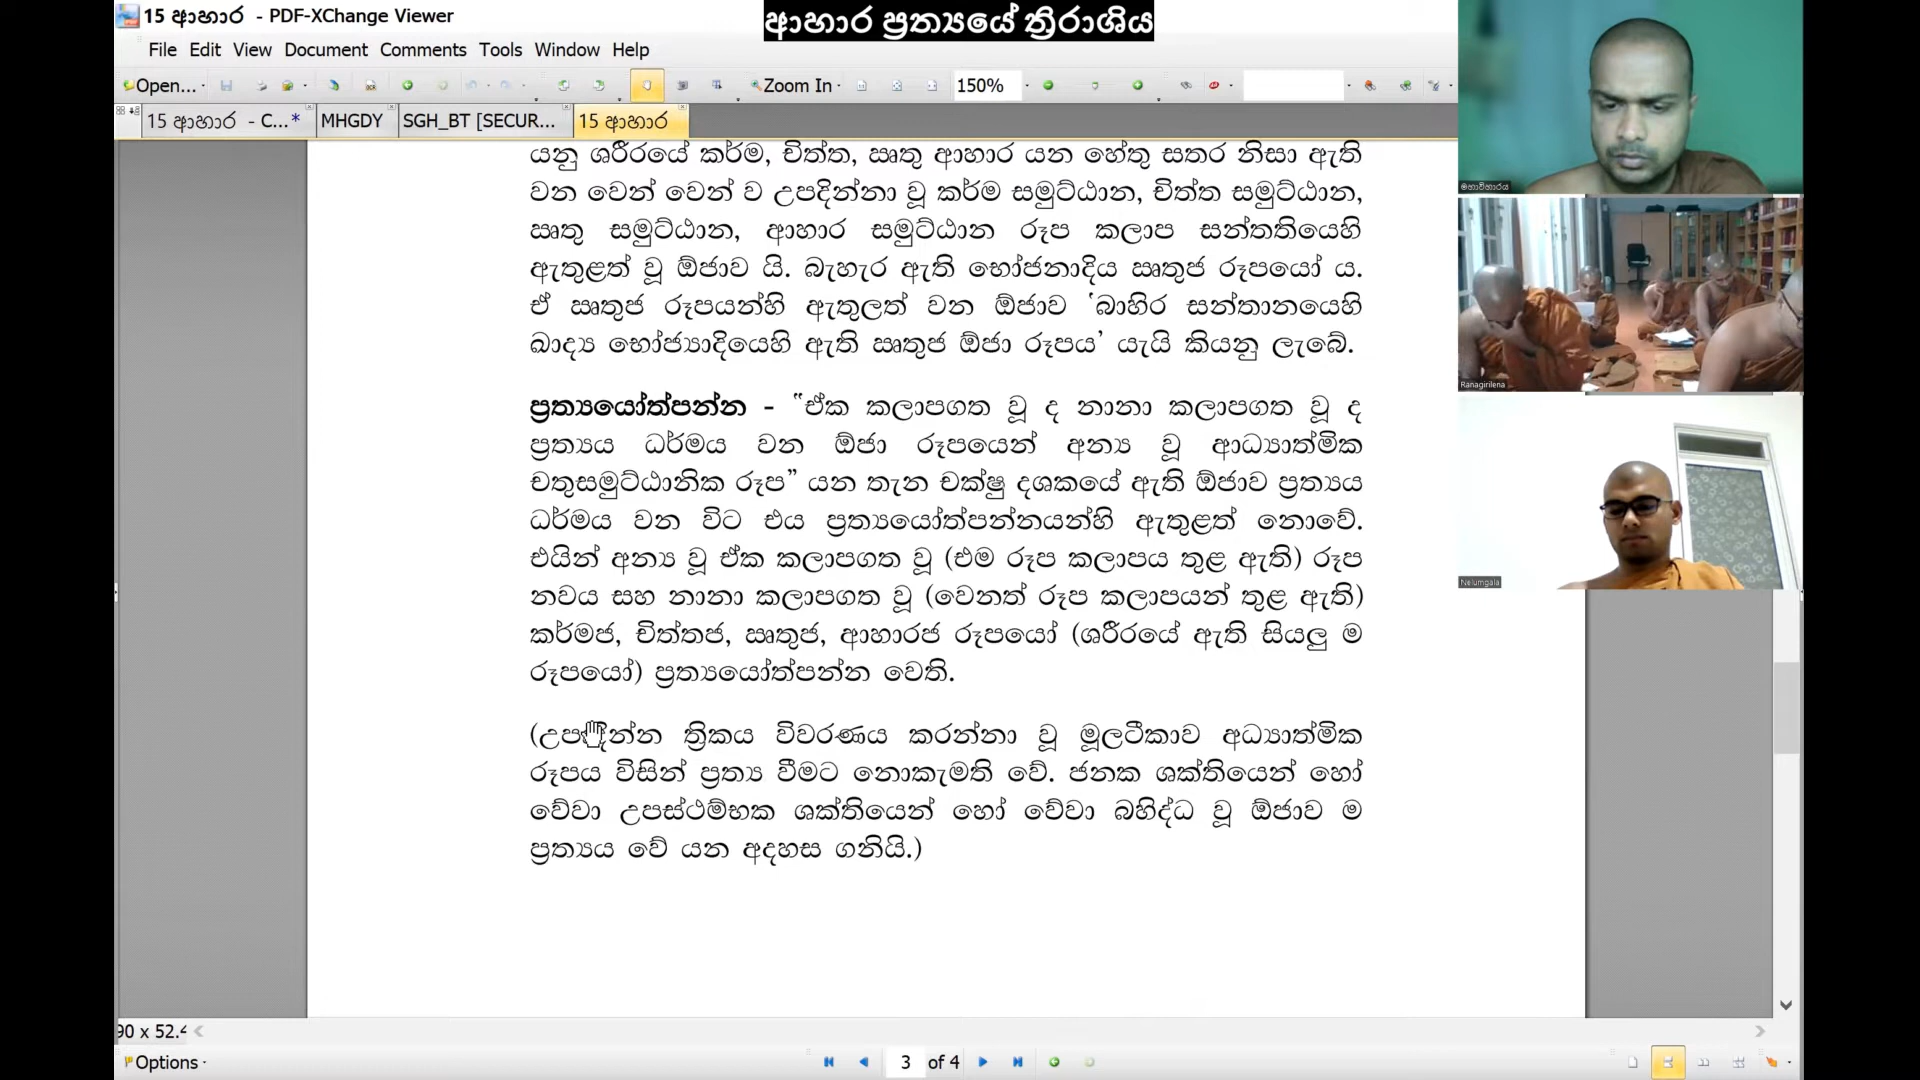 15 ආහාර - PDF-XChange Viewer
ආහාර ප්‍රත්‍යයේ ත්‍රිරාශිය
File Edit View Document Comments Tools Window Help
Open... Zoom In 150%
15 ආහාර - C...* MHGDY SGH_BT [SECUR... 15 ආහාර
යනු ශරීරයේ කර්ම, චිත්ත, ඍතු ආහාර යන හේතු සතර නිසා ඇති
වන වෙන් වෙන් ව උපදින්නා වූ කර්ම සමුට්ඨාන, චිත්ත සමුට්ඨාන,
ඍතු සමුට්ඨාන, ආහාර සමුට්ඨාන රූප කලාප සන්තතියෙහි
ඇතුළත් වූ ඕජාව යි. බැහැර ඇති භෝජනාදිය ඍතුජ රූපයෝ ය.
ඒ ඍතුජ රූපයන්හි ඇතුලත් වන ඕජාව ‘බාහිර සන්තානයෙහි
ඛාද්‍ය භෝජ්‍යාදියෙහි ඇති ඍතුජ ඕජා රූපය’ යැයි කියනු ලැබේ.
ප්‍රත්‍යයෝත්පන්න - “ඒක කලාපගත වූ ද නානා කලාපගත වූ ද
ප්‍රත්‍යය ධර්මය වන ඕජා රූපයෙන් අන්‍ය වූ ආධ්‍යාත්මික
චතුසමුට්ඨානික රූප” යන තැන චක්ෂු දශකයේ ඇති ඕජාව ප්‍රත්‍යය
ධර්මය වන විට එය ප්‍රත්‍යයෝත්පන්නයන්හි ඇතුළත් නොවේ.
එයින් අන්‍ය වූ ඒක කලාපගත වූ (එම රූප කලාපය තුළ ඇති) රූප
නවය සහ නානා කලාපගත වූ (වෙනත් රූප කලාපයන් තුළ ඇති)
කර්මජ, චිත්තජ, ඍතුජ, ආහාරජ රූපයෝ (ශරීරයේ ඇති සියලු ම
රූපයෝ) ප්‍රත්‍යයෝත්පන්න වෙති.
(උපාදින්න ත්‍රිකය විවරණය කරන්නා වූ මූලටීකාව අධ්‍යාත්මික
රූපය විසින් ප්‍රත්‍ය වීමට නොකැමති වේ. ජනක ශක්තියෙන් හෝ
වේවා උපස්ථම්භක ශක්තියෙන් හෝ වේවා බහිද්ධ වූ ඕජාව ම
ප්‍රත්‍යය වේ යන අදහස ගනියි.)
මහාවිහාරය
Ranagirilena
Nelumgala
90 x 52.4
Options
3 of 4